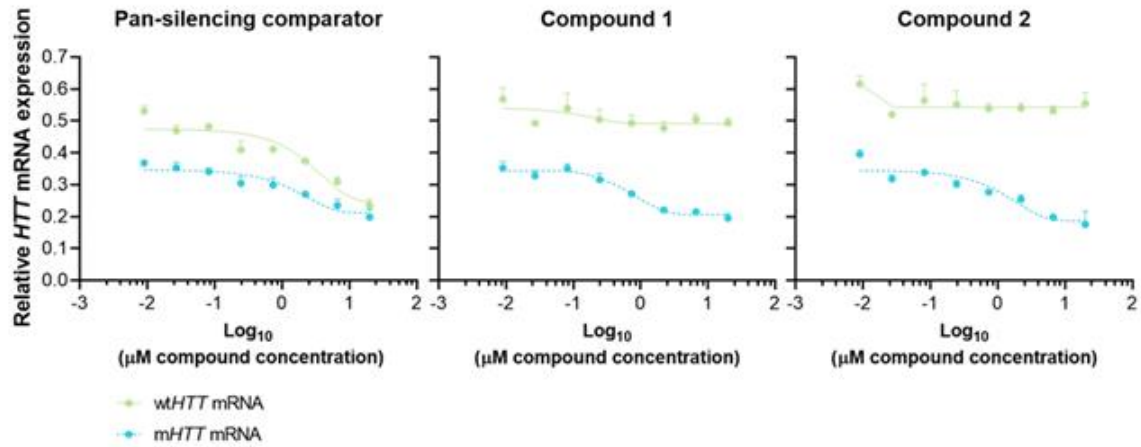 Pan-silencing comparator
Compound 1
Compound 2
Relative HTT mRNA expression
0.7
0.6
0.5
0.4
0.3
0.2
0.1
0.0
-3 -2 -1 0 1 2
-3 -2 -1 0 1 2
-3 -2 -1 0 1 2
Log10
(μM compound concentration)
Log10
(μM compound concentration)
Log10
(μM compound concentration)
wtHTT mRNA
mHTT mRNA